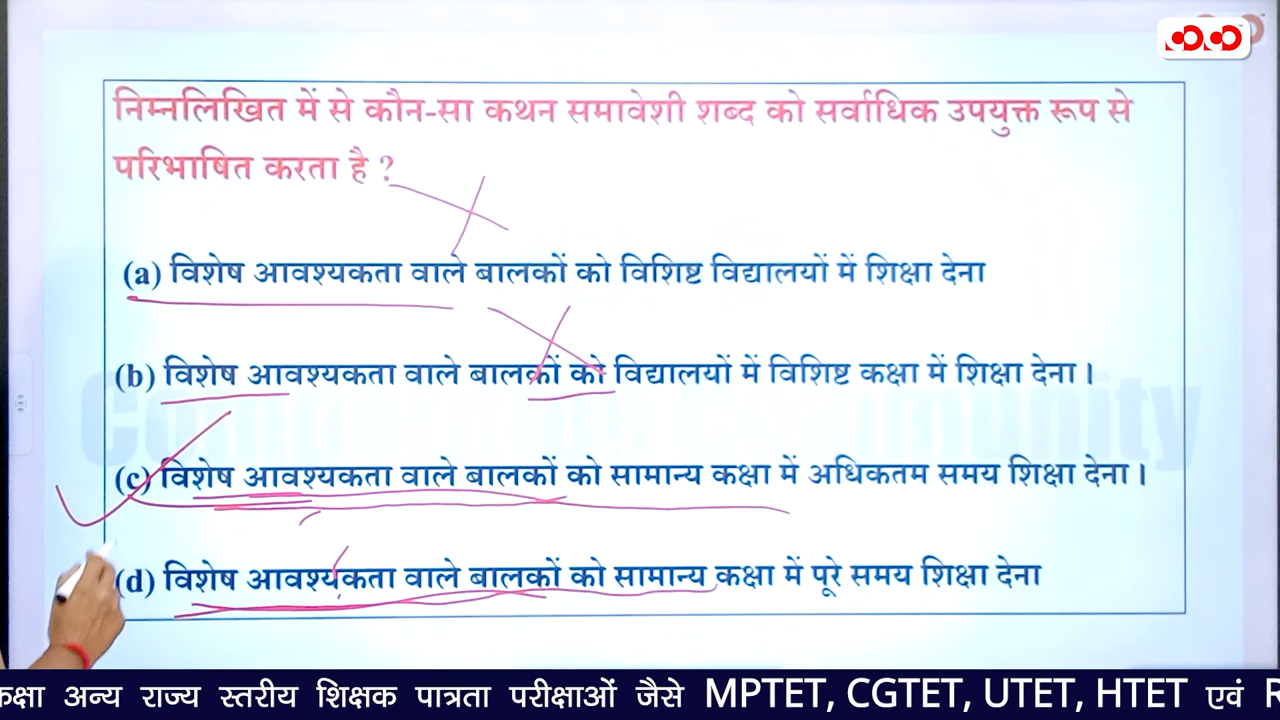 निम्नलिखित में से कौन-सा कथन समावेशी शब्द को सर्वाधिक उपयुक्त रूप से
परिभाषित करता है ?
(a) विशेष आवश्यकता वाले बालकों को विशिष्ट विद्यालयों में शिक्षा देना
(b) विशेष आवश्यकता वाले बालकों को विद्यालयों में विशिष्ट कक्षा में शिक्षा देना ।
(c) विशेष आवश्यकता वाले बालकों को सामान्य कक्षा में अधिकतम समय शिक्षा देना ।
(d) विशेष आवश्यकता वाले बालकों को सामान्य कक्षा में पूरे समय शिक्षा देना
कक्षा अन्य राज्य स्तरीय शिक्षक पात्रता परीक्षाओं जैसे MPTET, CGTET, UTET, HTET एवं R